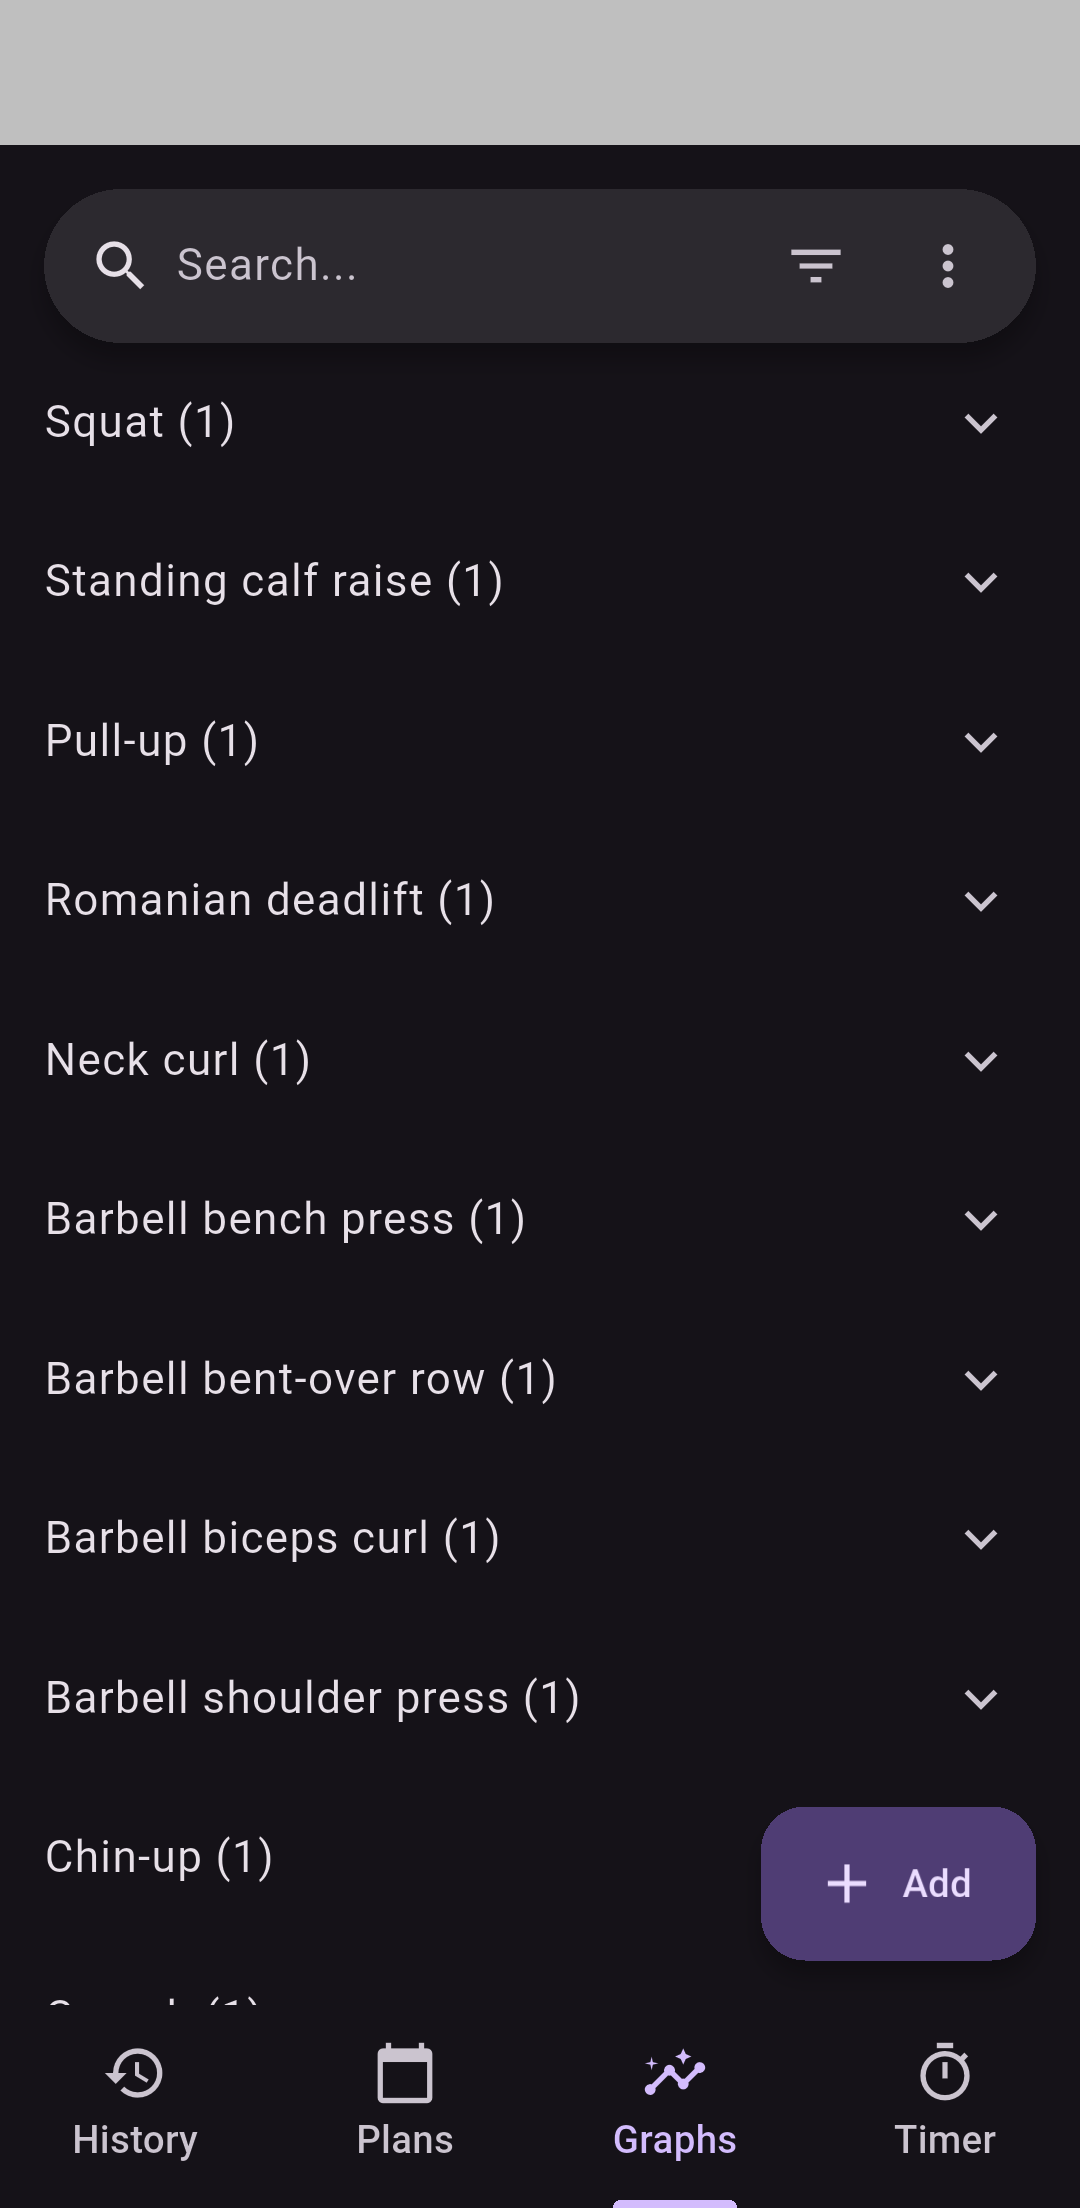 Search...
Squat (1)
Standing calf raise (1)
Pull-up (1)
Romanian deadlift (1)
Neck curl (1)
Barbell bench press (1)
Barbell bent-over row (1)
Barbell biceps curl (1)
Barbell shoulder press (1)
Chin-up (1)
Add
History
Plans
Graphs
Timer